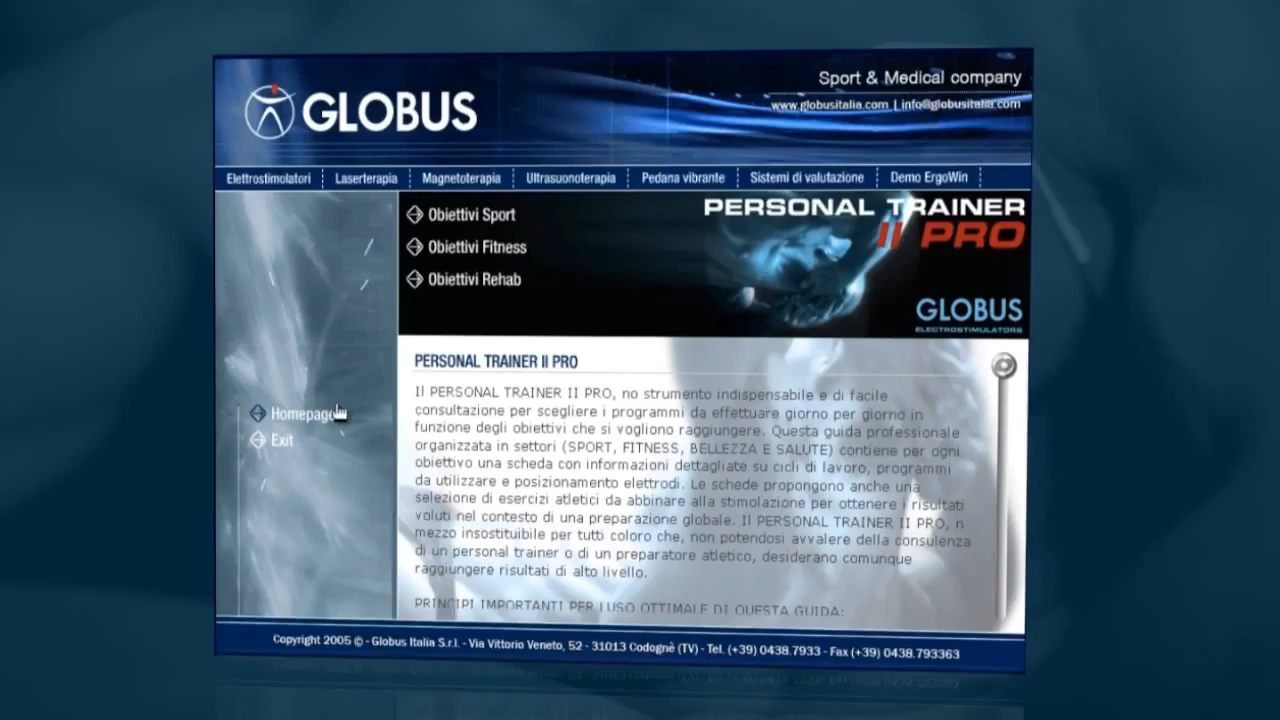 GLOBUS
Sport & Medical company
www.globusitalia.com | info@globusitalia.com
Elettrostimolatori Laserterapia Magnetoterapia Ultrasuonoterapia Pedana vibrante Sistemi di valutazione Demo ErgoWin
Obiettivi Sport
Obiettivi Fitness
Obiettivi Rehab
PERSONAL TRAINER
II PRO
GLOBUS
ELECTROSTIMULATORS
Homepage
Exit
PERSONAL TRAINER II PRO
Il PERSONAL TRAINER II PRO, no strumento indispensabile e di facile
consultazione per scegliere i programmi da effettuare giorno per giorno in
funzione degli obiettivi che si vogliono raggiungere. Questa guida professionale
organizzata in settori (SPORT, FITNESS, BELLEZZA E SALUTE) contiene per ogni
obiettivo una scheda con informazioni dettagliate su cicli di lavoro, programmi
da utilizzare e posizionamento elettrodi. Le schede propongono anche una
selezione di esercizi atletici da abbinare alla stimolazione per ottenere i risultati
voluti nel contesto di una preparazione globale. Il PERSONAL TRAINER II PRO, n
mezzo insostituibile per tutti coloro che, non potendosi avvalere della consulenza
di un personal trainer o di un preparatore atletico, desiderano comunque
raggiungere risultati di alto livello.
PRINCIPI IMPORTANTI PER L'USO OTTIMALE DI QUESTA GUIDA:
Copyright 2005 © - Globus Italia S.r.l. - Via Vittorio Veneto, 52 - 31013 Codognè (TV) - Tel. (+39) 0438.7933 - Fax (+39) 0438.793363